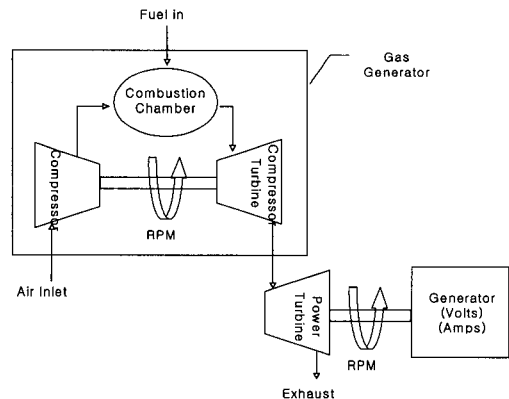 Fuel in
Gas
Generator
Combustion
Chamber
Compressor
Compressor
Turbine
RPM
Air Inlet
Power
Turbine
Generator
(Volts)
(Amps)
RPM
Exhaust